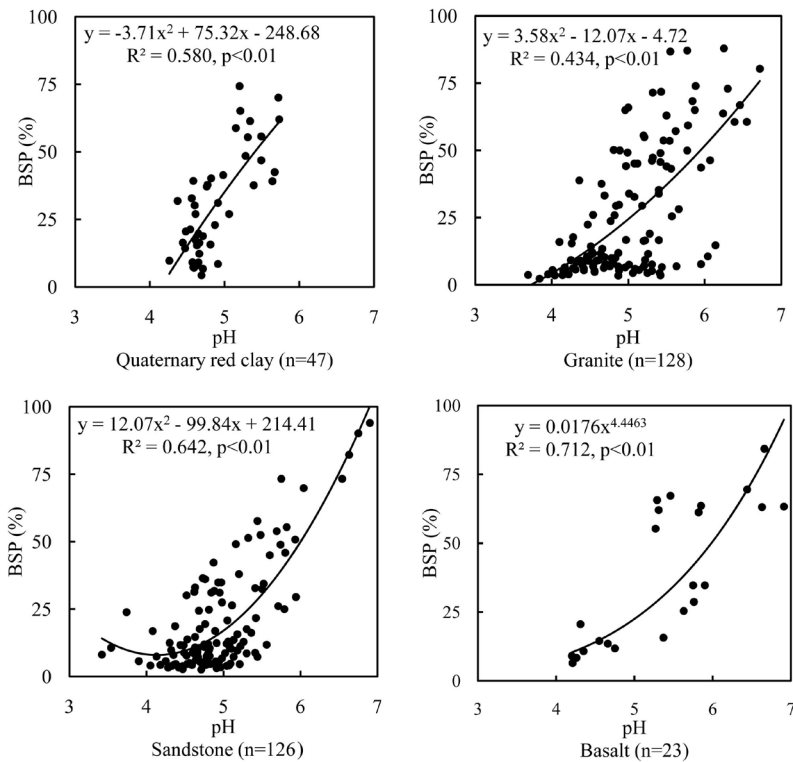 y = -3.71x² + 75.32x - 248.68
R² = 0.580, p<0.01
100
75
50
25
0
BSP (%)
3 4 5 6 7
pH
Quaternary red clay (n=47)
y = 3.58x² - 12.07x - 4.72
R² = 0.434, p<0.01
100
75
50
25
0
BSP (%)
3 4 5 6 7
pH
Granite (n=128)
y = 12.07x² - 99.84x + 214.41
R² = 0.642, p<0.01
100
75
50
25
0
BSP (%)
3 4 5 6 7
pH
Sandstone (n=126)
y = 0.0176x⁴·⁴⁴⁶³
R² = 0.712, p<0.01
100
75
50
25
0
BSP (%)
3 4 5 6 7
pH
Basalt (n=23)